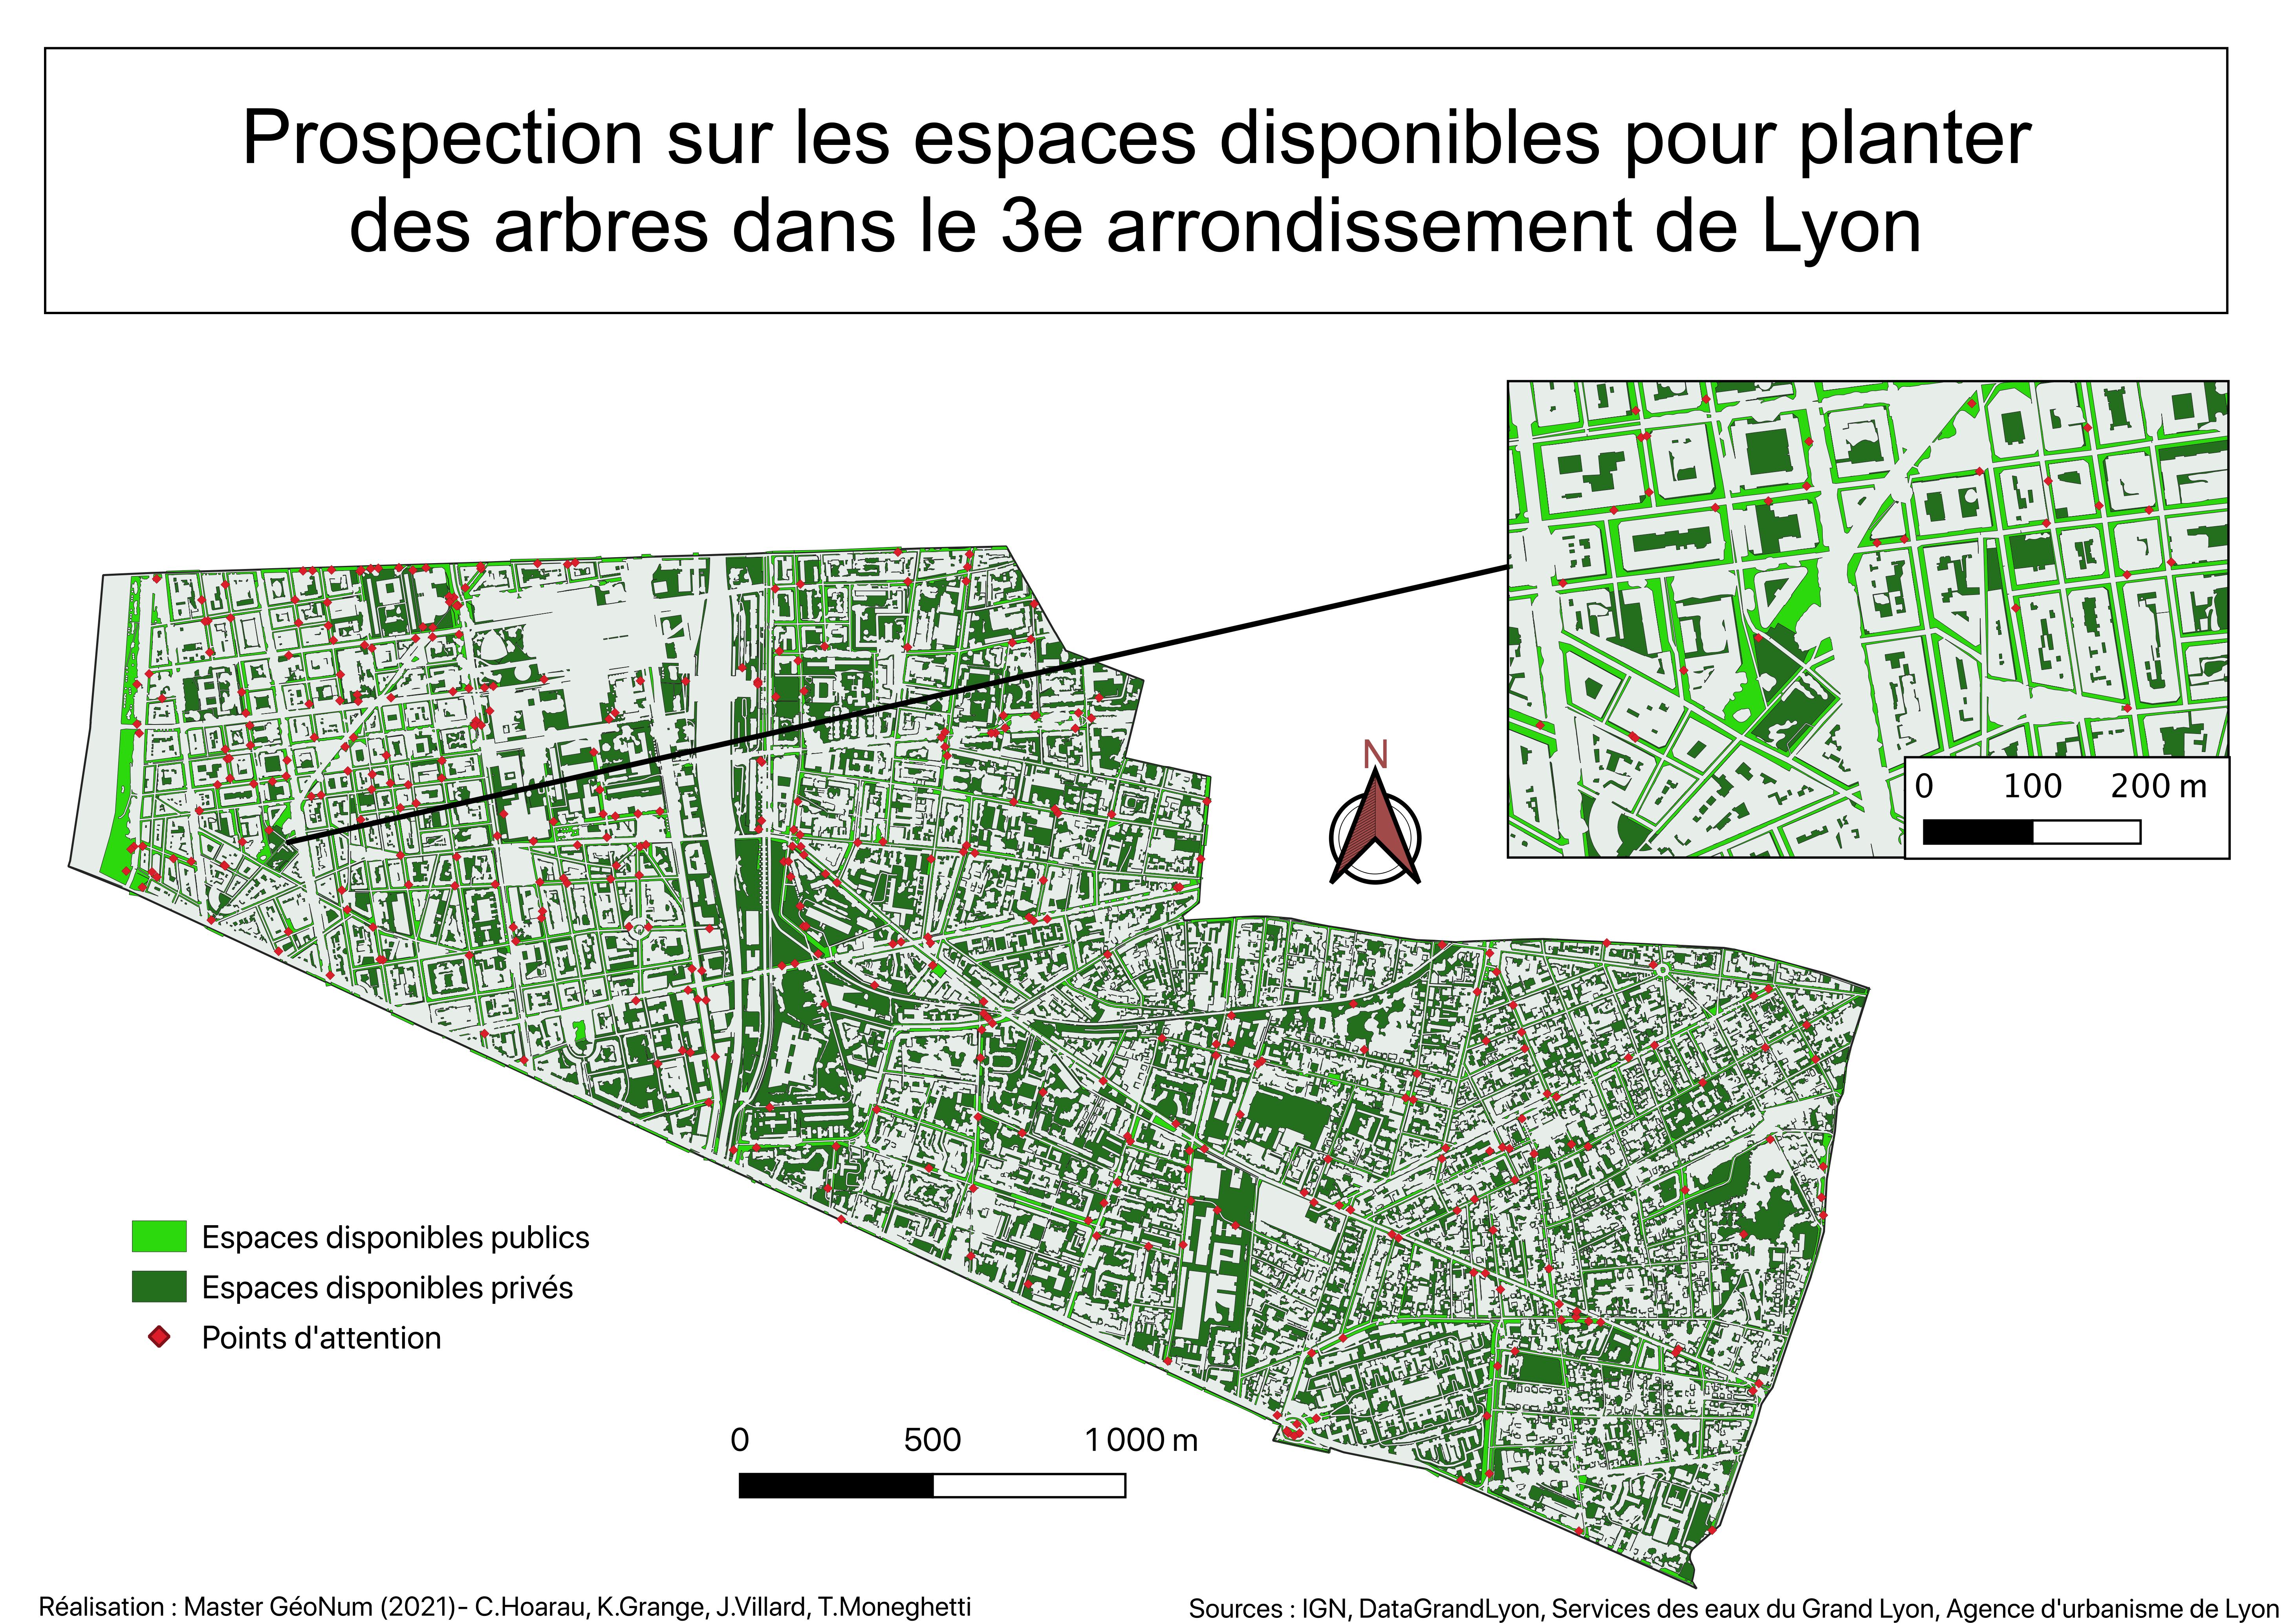 Prospection sur les espaces disponibles pour planter
des arbres dans le 3e arrondissement de Lyon
0 100 200 m
N
Espaces disponibles publics
Espaces disponibles privés
Points d'attention
0 500 1 000 m
Réalisation : Master GéoNum (2021)- C.Hoarau, K.Grange, J.Villard, T.Moneghetti
Sources : IGN, DataGrandLyon, Services des eaux du Grand Lyon, Agence d'urbanisme de Lyon